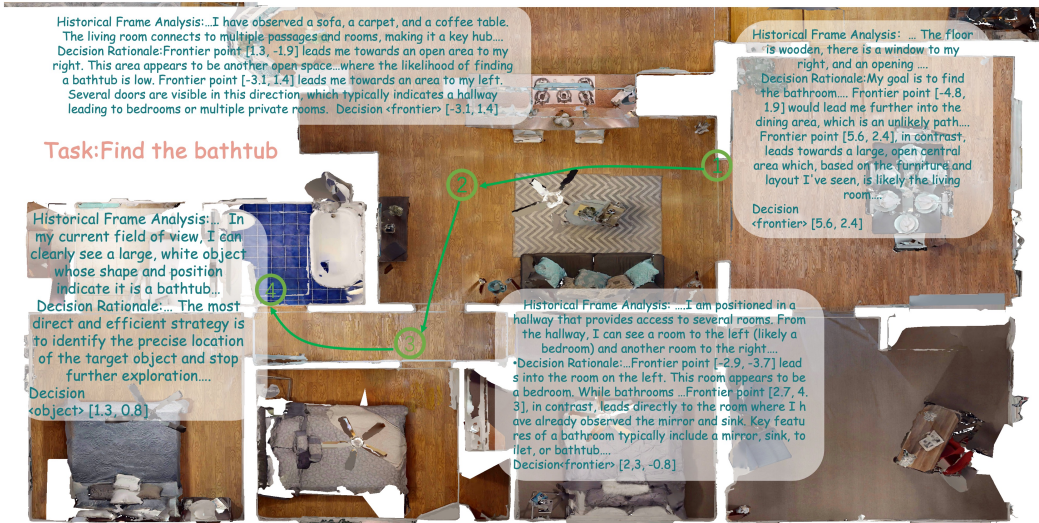 Historical Frame Analysis:...I have observed a sofa, a carpet, and a coffee table.
The living room connects to multiple passages and rooms, making it a key hub....
Decision Rationale:Frontier point [1.3, -1.9] leads me towards an open area to my
right. This area appears to be another open space...where the likelihood of finding
a bathtub is low. Frontier point [-3.1, 1.4] leads me towards an area to my left.
Several doors are visible in this direction, which typically indicates a hallway
leading to bedrooms or multiple private rooms.  Decision <frontier> [-3.1, 1.4]
Historical Frame Analysis:  ... The floor
is wooden, there is a window to my
right, and an opening ....
Decision Rationale:My goal is to find
the bathroom.... Frontier point [-4.8,
1.9] would lead me further into the
dining area, which is an unlikely path....
Frontier point [5.6, 2.4], in contrast,
leads towards a large, open central
area which, based on the furniture and
layout I've seen, is likely the living
room....
Decision
<frontier> [5.6, 2.4]
Task:Find the bathtub
1
2
3
4
Historical Frame Analysis:... In
my current field of view, I can
clearly see a large, white object
whose shape and position
indicate it is a bathtub...
Decision Rationale:... The most
direct and efficient strategy is
to identify the precise location
of the target object and stop
further exploration....
Decision
<object> [1.3, 0.8]
Historical Frame Analysis: ....I am positioned in a
hallway that provides access to several rooms. From
the hallway, I can see a room to the left (likely a
bedroom) and another room to the right....
•Decision Rationale:...Frontier point [-2.9, -3.7] lead
s into the room on the left. This room appears to be
a bedroom. While bathrooms ...Frontier point [2.7, 4.
3], in contrast, leads directly to the room where I h
ave already observed the mirror and sink. Key featu
res of a bathroom typically include a mirror, sink, to
ilet, or bathtub....
Decision<frontier> [2,3, -0.8]